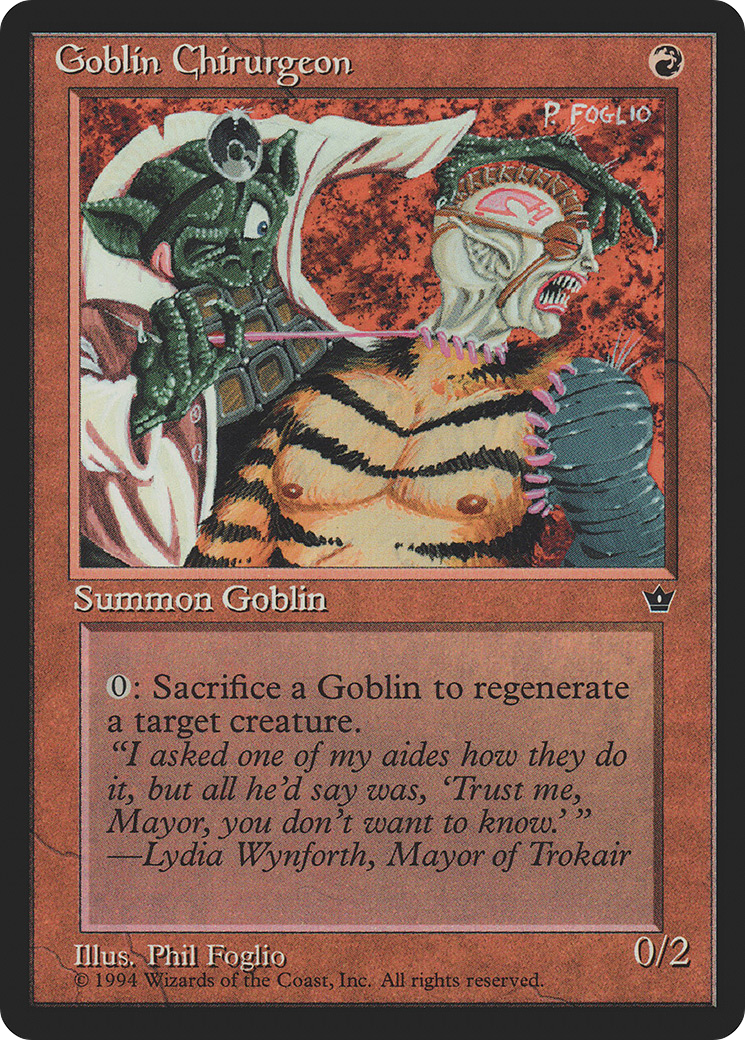 Goblin Chirurgeon
P. FOGLIO
Summon Goblin
0: Sacrifice a Goblin to regenerate
a target creature.
“I asked one of my aides how they do
it, but all he’d say was, ‘Trust me,
Mayor, you don’t want to know.’ ”
—Lydia Wynforth, Mayor of Trokair
Illus. Phil Foglio
0/2
© 1994 Wizards of the Coast, Inc. All rights reserved.